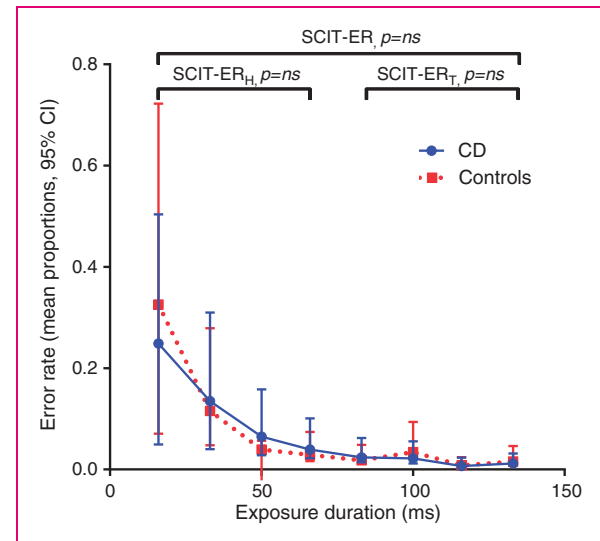 SCIT-ER, p=ns
SCIT-ERH, p=ns
SCIT-ERT, p=ns
0.8
0.6
0.4
0.2
0.0
Error rate (mean proportions, 95% CI)
CD
Controls
0
50
100
150
Exposure duration (ms)